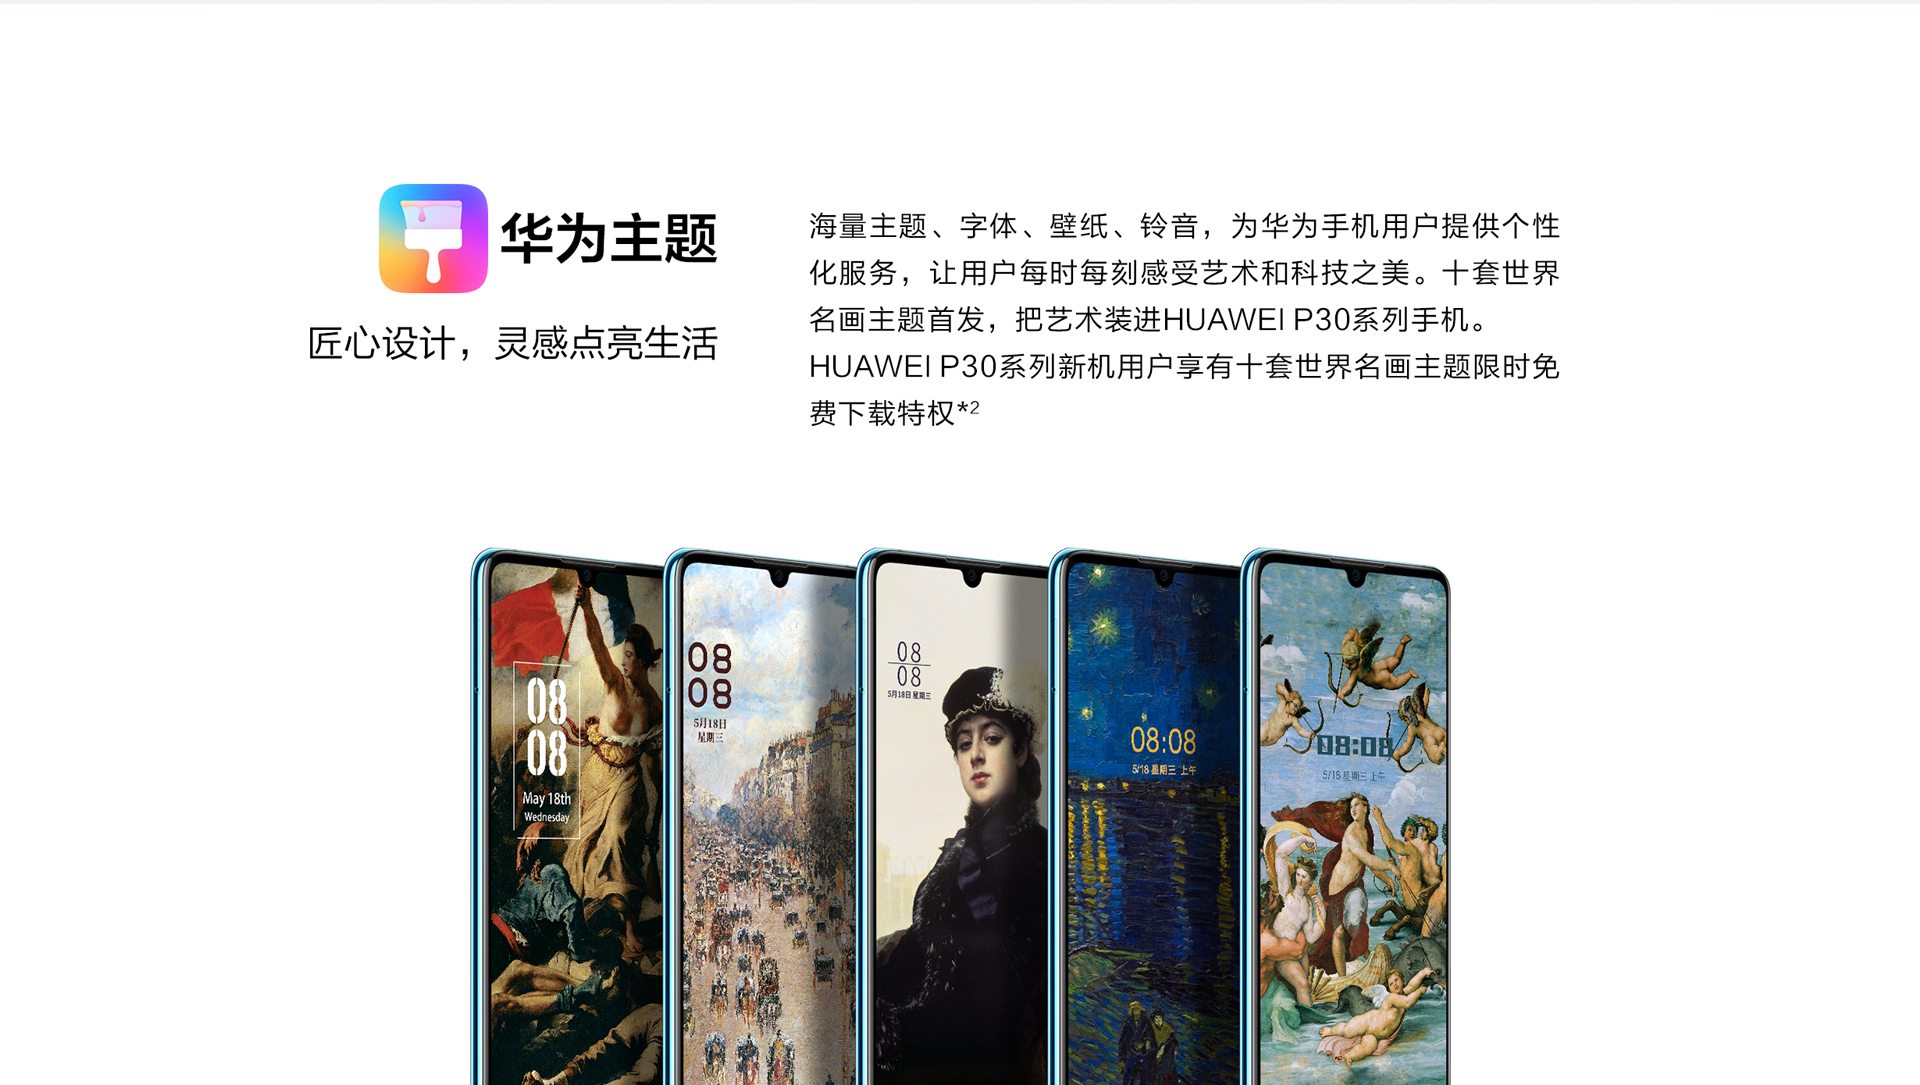 华为主题
匠心设计，灵感点亮生活
海量主题、字体、壁纸、铃音，为华为手机用户提供个性
化服务，让用户每时每刻感受艺术和科技之美。十套世界
名画主题首发，把艺术装进HUAWEI P30系列手机。
HUAWEI P30系列新机用户享有十套世界名画主题限时免
费下载特权*2
08
08
May 18th
Wednesday
08
08
5月18日
星期三
08
08
5月18日 星期三
08:08
5/18 星期三 上午
08:08
5/18 星期三 上午